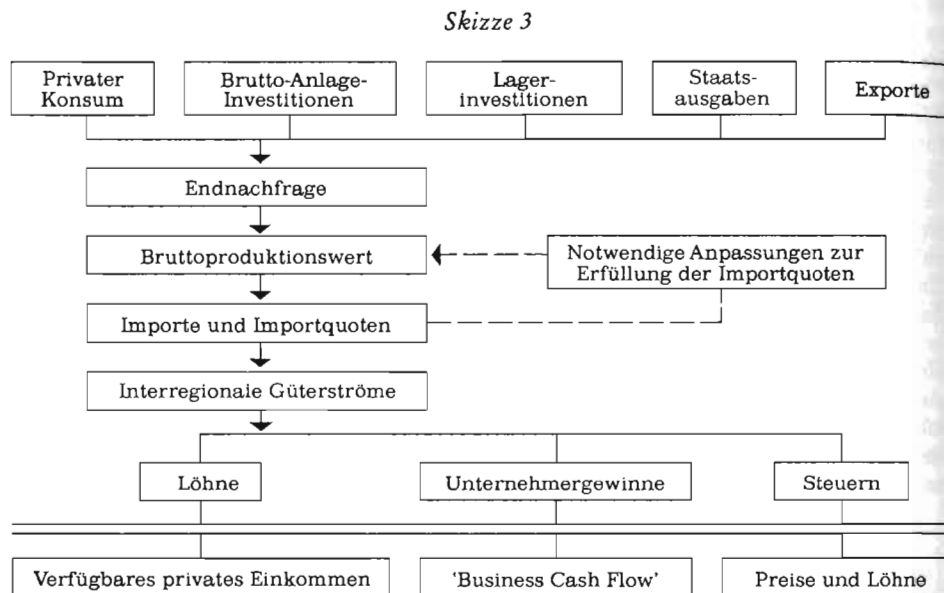 Skizze 3
Privater
Konsum
Brutto-Anlage-
Investitionen
Lager-
investitionen
Staats-
ausgaben
Exporte
Endnachfrage
Bruttoproduktionswert
Notwendige Anpassungen zur
Erfüllung der Importquoten
Importe und Importquoten
Interregionale Güterströme
Löhne
Unternehmergewinne
Steuern
Verfügbares privates Einkommen
'Business Cash Flow'
Preise und Löhne